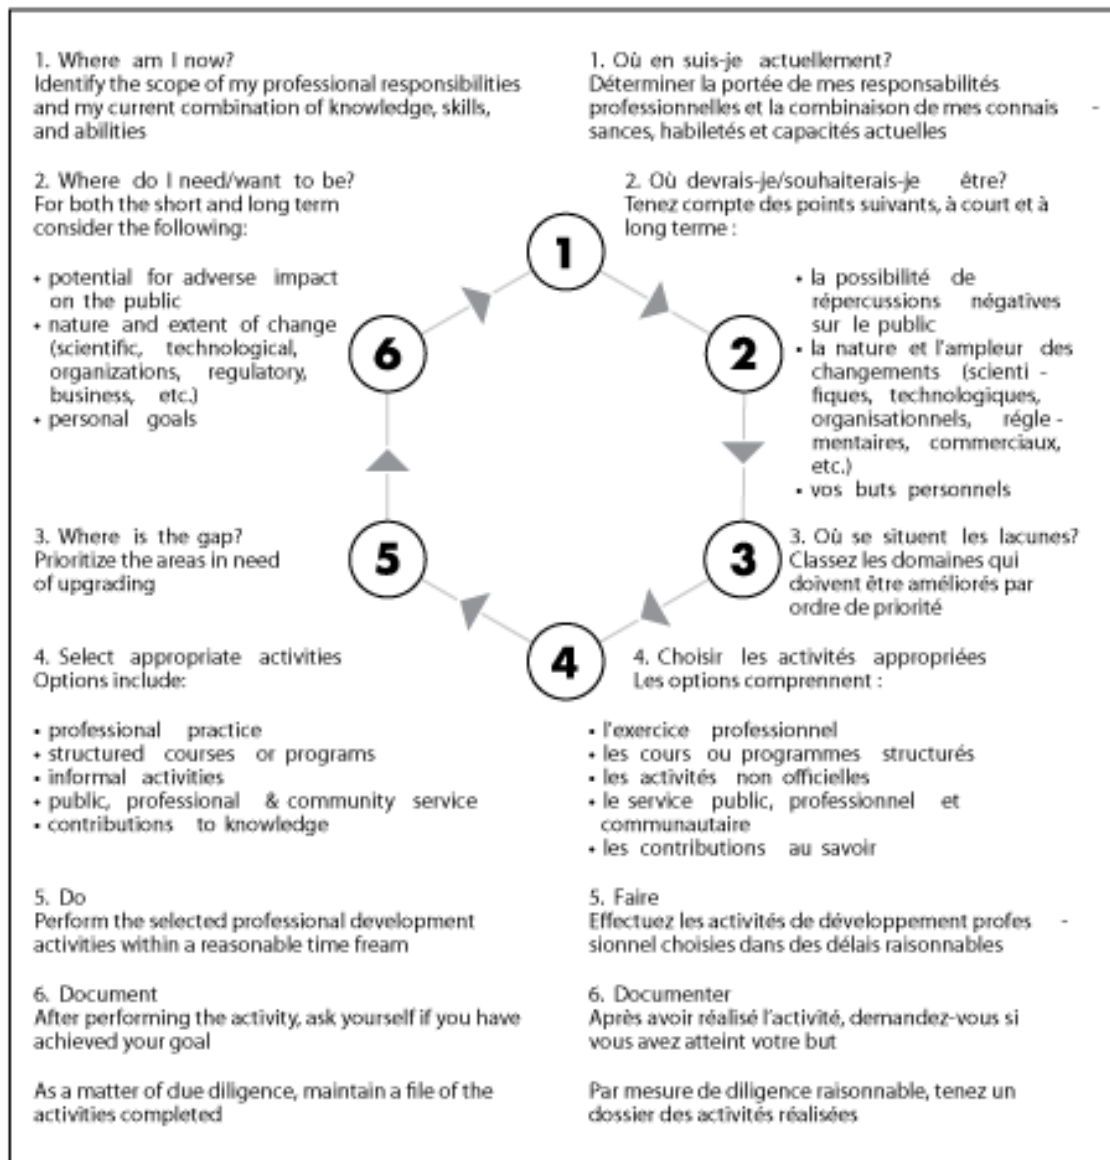 1. Where am I now?
Identify the scope of my professional responsibilities
and my current combination of knowledge, skills,
and abilities
2. Where do I need/want to be?
For both the short and long term
consider the following:
• potential for adverse impact
on the public
• nature and extent of change
(scientific, technological,
organizations, regulatory,
business, etc.)
• personal goals
3. Where is the gap?
Prioritize the areas in need
of upgrading
4. Select appropriate activities
Options include:
• professional practice
• structured courses or programs
• informal activities
• public, professional & community service
• contributions to knowledge
5. Do
Perform the selected professional development
activities within a reasonable time fream
6. Document
After performing the activity, ask yourself if you have
achieved your goal
As a matter of due diligence, maintain a file of the
activities completed
1
2
3
4
5
6
1. Où en suis-je actuellement?
Déterminer la portée de mes responsabilités
professionnelles et la combinaison de mes connais -
sances, habiletés et capacités actuelles
2. Où devrais-je/souhaiterais-je être?
Tenez compte des points suivants, à court et à
long terme :
• la possibilité de
répercussions négatives
sur le public
• la nature et l'ampleur des
changements (scienti -
fiques, technologiques,
organisationnels, régle -
mentaires, commerciaux,
etc.)
• vos buts personnels
3. Où se situent les lacunes?
Classez les domaines qui
doivent être améliorés par
ordre de priorité
4. Choisir les activités appropriées
Les options comprennent :
• l'exercice professionnel
• les cours ou programmes structurés
• les activités non officielles
• le service public, professionnel et
communautaire
• les contributions au savoir
5. Faire
Effectuez les activités de développement profes -
sionnel choisies dans des délais raisonnables
6. Documenter
Après avoir réalisé l'activité, demandez-vous si
vous avez atteint votre but
Par mesure de diligence raisonnable, tenez un
dossier des activités réalisées